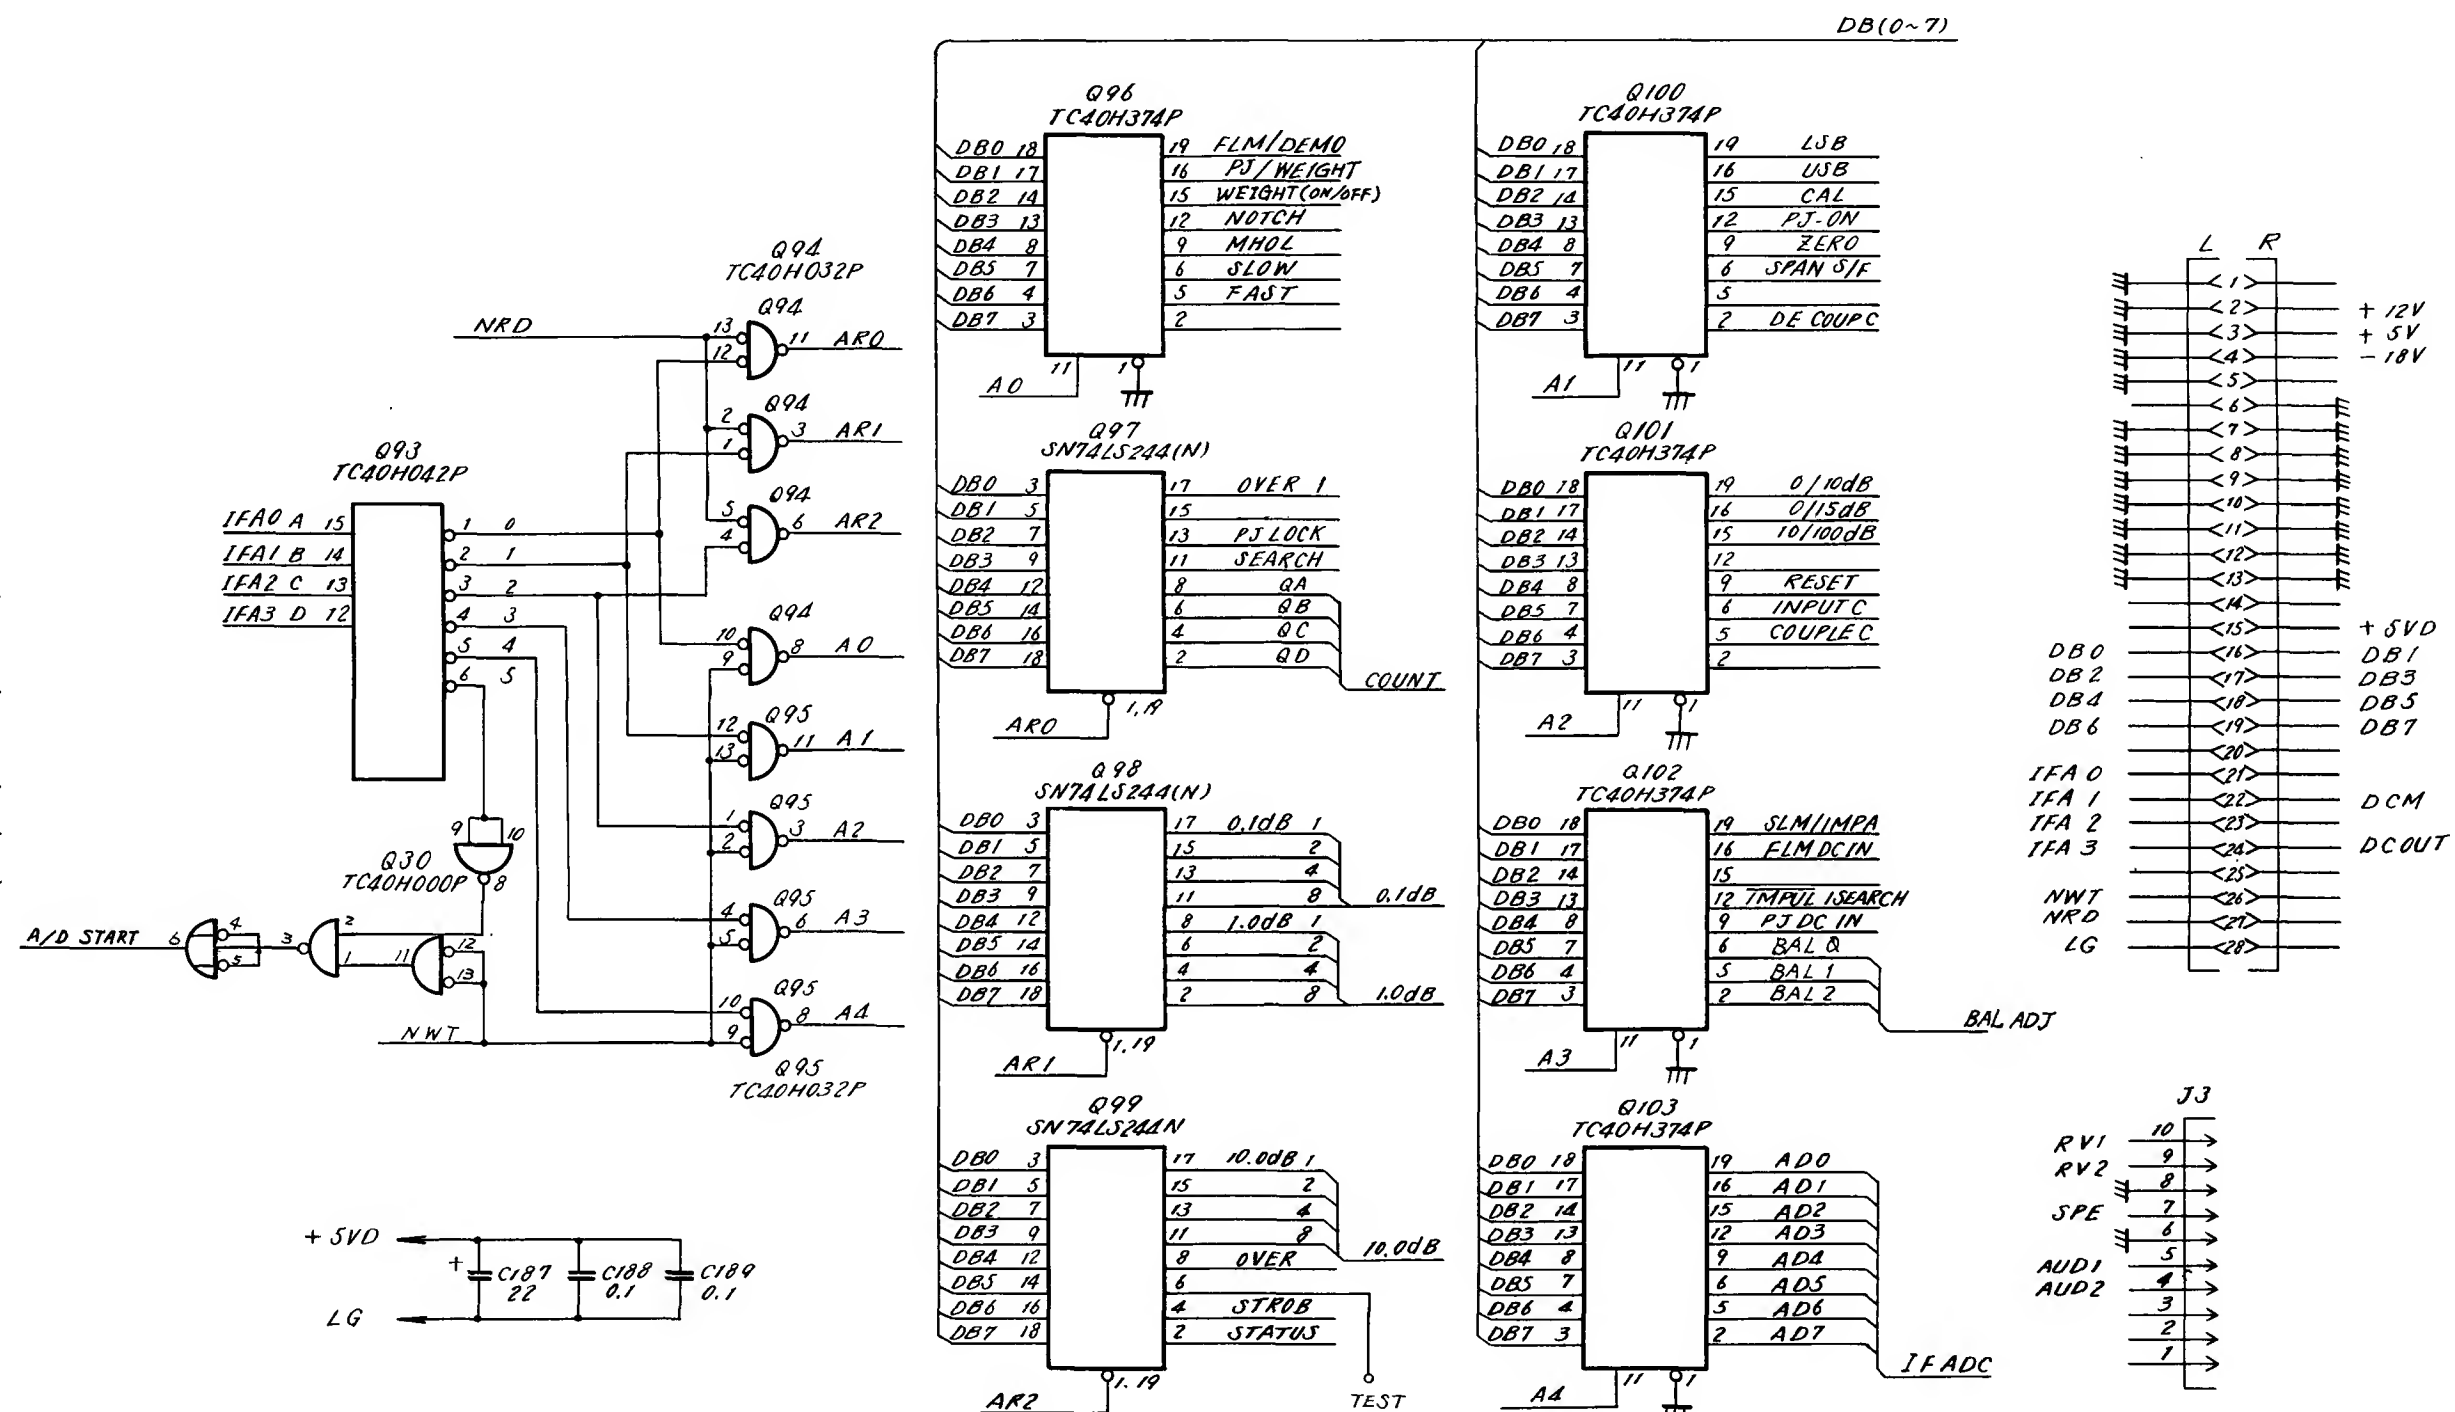 DB(0~7)
Q93
TC40H042P
IFA0 A 15
IFA1 B 14
IFA2 C 13
IFA3 D 12
1 0
2 1
3 2
4 3
5 4
6 5
NRD
Q94
TC40H032P
Q94
13
12
11 AR0
Q94
2
1
3 AR1
Q94
5
4
6 AR2
Q94
10
9
8 A0
Q95
12
13
11 A1
Q95
1
2
3 A2
Q95
4
5
6 A3
Q95
10
9
8 A4
Q95
TC40H032P
9 10
Q30
TC40H000P 8
A/D START 6
4
5
3
2
1
11
12
13
NWT
+5VD
+ C187
22
C188
0.1
C189
0.1
LG
Q96
TC40H374P
DB0 18 19 FLM/DEMO
DB1 17 16 PJ/WEIGHT
DB2 14 15 WEIGHT(ON/OFF)
DB3 13 12 NOTCH
DB4 8 9 MHOL
DB5 7 6 SLOW
DB6 4 5 FAST
DB7 3 2
A0 11 1
Q97
SN74LS244(N)
DB0 3 17 OVER 1
DB1 5 15
DB2 7 13 PJ LOCK
DB3 9 11 SEARCH
DB4 12 8 QA
DB5 14 6 QB
DB6 16 4 QC
DB7 18 2 QD
COUNT
AR0 1,19
Q98
SN74LS244(N)
DB0 3 17 0.1dB 1
DB1 5 15 2
DB2 7 13 4
DB3 9 11 8 0.1dB
DB4 12 8 1.0dB 1
DB5 14 6 2
DB6 16 4 4
DB7 18 2 8 1.0dB
AR1 1.19
Q99
SN74LS244N
DB0 3 17 10.0dB 1
DB1 5 15 2
DB2 7 13 4
DB3 9 11 8
10.0dB
DB4 12 8 OVER
DB5 14 6
DB6 16 4 STROB
DB7 18 2 STATUS
AR2 1.19
TEST
Q100
TC40H374P
DB0 18 19 LSB
DB1 17 16 USB
DB2 14 15 CAL
DB3 13 12 PJ-ON
DB4 8 9 ZERO
DB5 7 6 SPAN S/F
DB6 4 5
DB7 3 2 DE COUP C
A1 11 1
Q101
TC40H374P
DB0 18 19 0/10dB
DB1 17 16 0/15dB
DB2 14 15 10/100dB
DB3 13 12
DB4 8 9 RESET
DB5 7 6 INPUT C
DB6 4 5 COUPLE C
DB7 3 2
A2 11 1
Q102
TC40H374P
DB0 18 19 SLM/IMPA
DB1 17 16 FLM DC IN
DB2 14 15
DB3 13 12 TMPUL ISEARCH
DB4 8 9 PJ DC IN
DB5 7 6 BAL Q
DB6 4 5 BAL 1
DB7 3 2 BAL 2
BAL ADJ
A3 11 1
Q103
TC40H374P
DB0 18 19 AD0
DB1 17 16 AD1
DB2 14 15 AD2
DB3 13 12 AD3
DB4 8 9 AD4
DB5 7 6 AD5
DB6 4 5 AD6
DB7 3 2 AD7
IF ADC
A4 11 1
L R
1
2 +12V
3 +5V
4 -18V
5
6
7
8
9
10
11
12
13
14
15 +5VD
DB0 16 DB1
DB2 17 DB3
DB4 18 DB5
DB6 19 DB7
20
IFA 0 21
IFA 1 22 DCM
IFA 2 23
IFA 3 24 DCOUT
25
NWT 26
NRD 27
LG 28
J3
RV1 10
RV2 9
8
SPE 7
6
AUD1 5
AUD2 4
3
2
1